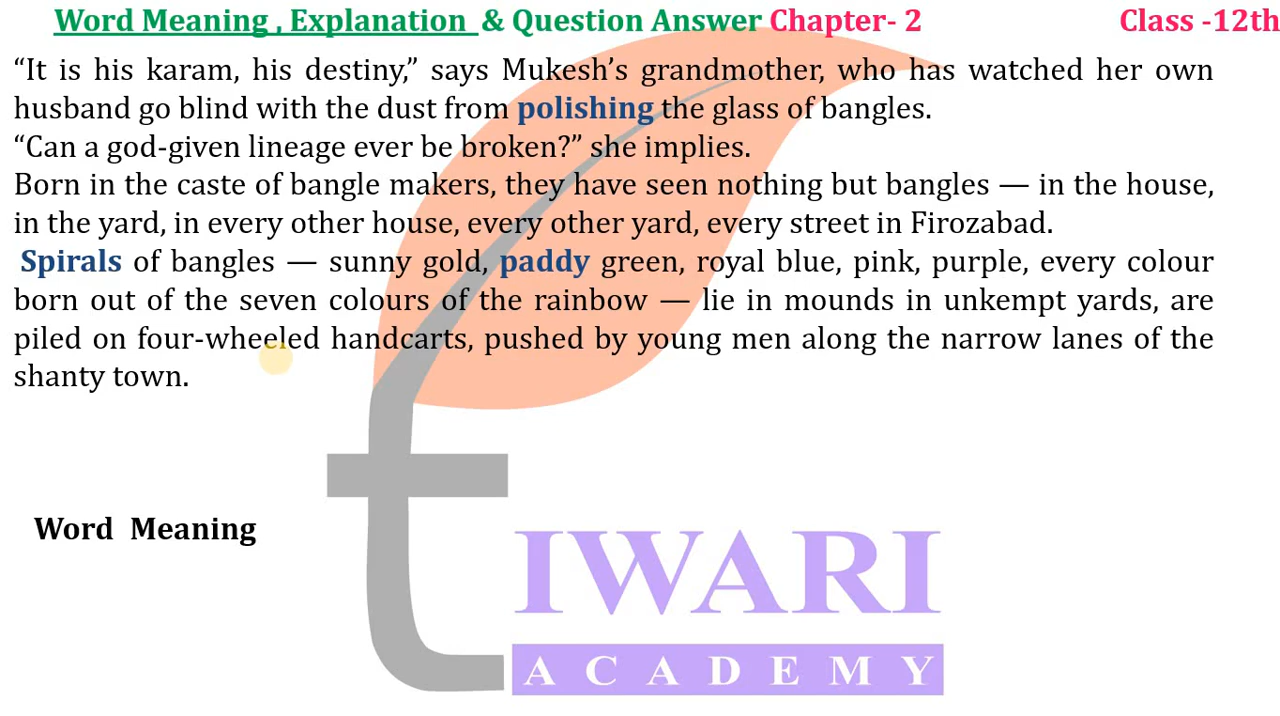 Word Meaning , Explanation & Question Answer Chapter- 2 Class -12th
“It is his karam, his destiny,” says Mukesh’s grandmother, who has watched her own
husband go blind with the dust from polishing the glass of bangles.
“Can a god-given lineage ever be broken?” she implies.
Born in the caste of bangle makers, they have seen nothing but bangles — in the house,
in the yard, in every other house, every other yard, every street in Firozabad.
Spirals of bangles — sunny gold, paddy green, royal blue, pink, purple, every colour
born out of the seven colours of the rainbow — lie in mounds in unkempt yards, are
piled on four-wheeled handcarts, pushed by young men along the narrow lanes of the
shanty town.
Word Meaning
tIWARI
ACADEMY